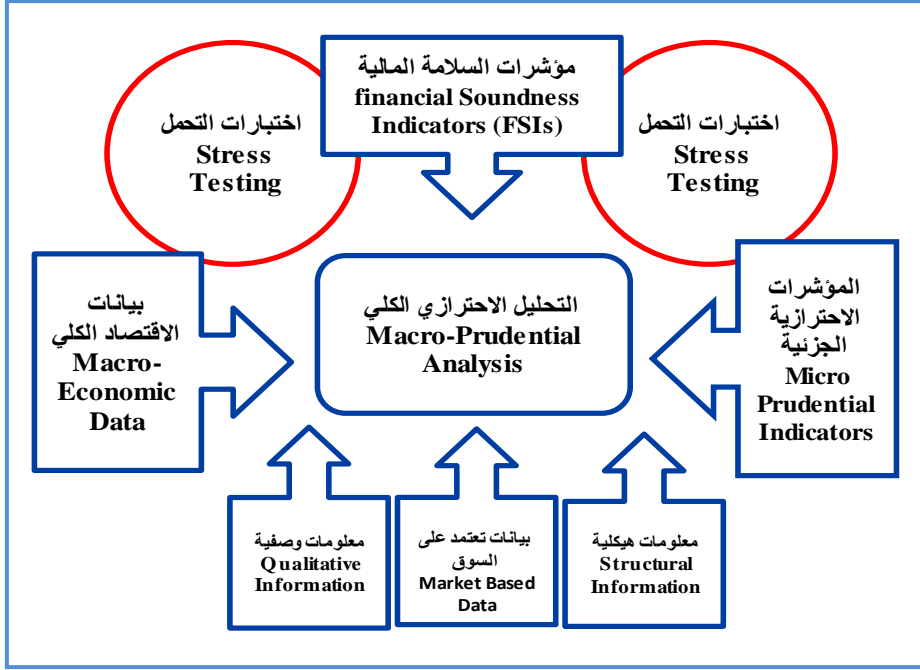 مؤشرات السلامة المالية
financial Soundness
Indicators (FSIs)
اختبارات التحمل
Stress
Testing
اختبارات التحمل
Stress
Testing
بيانات
الاقتصاد الكلي
Macro-
Economic
Data
التحليل الاحترازي الكلي
Macro-Prudential
Analysis
المؤشرات
الاحترازية
الجزئية
Micro
Prudential
Indicators
معلومات وصفية
Qualitative
Information
بيانات تعتمد على
السوق
Market Based
Data
معلومات هيكلية
Structural
Information